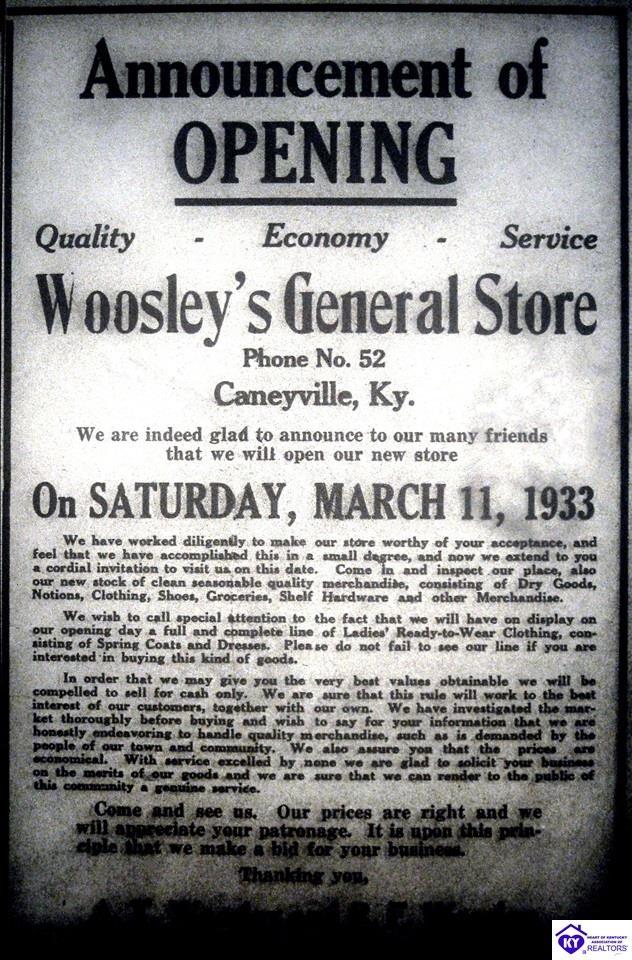 Announcement of
OPENING
Quality - Economy - Service
Woosley's General Store
Phone No. 52
Caneyville, Ky.
We are indeed glad to announce to our many friends
that we will open our new store
On SATURDAY, MARCH 11, 1933
We have worked diligently to make our store worthy of your acceptance, and
feel that we have accomplished this in a small degree, and now we extend to you
a cordial invitation to visit us on this date. Come in and inspect our place, also
our new stock of clean seasonable quality merchandise, consisting of Dry Goods,
Notions, Clothing, Shoes, Groceries, Shelf Hardware and other Merchandise.
We wish to call special attention to the fact that we will have on display on
our opening day a full and complete line of Ladies' Ready-to-Wear Clothing, con-
sisting of Spring Coats and Dresses. Please do not fail to see our line if you are
interested in buying this kind of goods.
In order that we may give you the very best values obtainable we will be
compelled to sell for cash only. We are sure that this rule will work to the best
interest of our customers, together with our own. We have investigated the mar-
ket thoroughly before buying and wish to say for your information that we are
honestly endeavoring to handle quality merchandise, such as is demanded by the
people of our town and community. We also assure you that the prices are
economical. With service excelled by none we are glad to solicit your business
on the merits of our goods and we are sure that we can render to the public of
this community a genuine service.
Come and see us. Our prices are right and we
will appreciate your patronage. It is upon this prin-
ciple that we make a bid for your business.
Thanking you,
KY
HEART OF KENTUCKY
ASSOCIATION OF
REALTORS